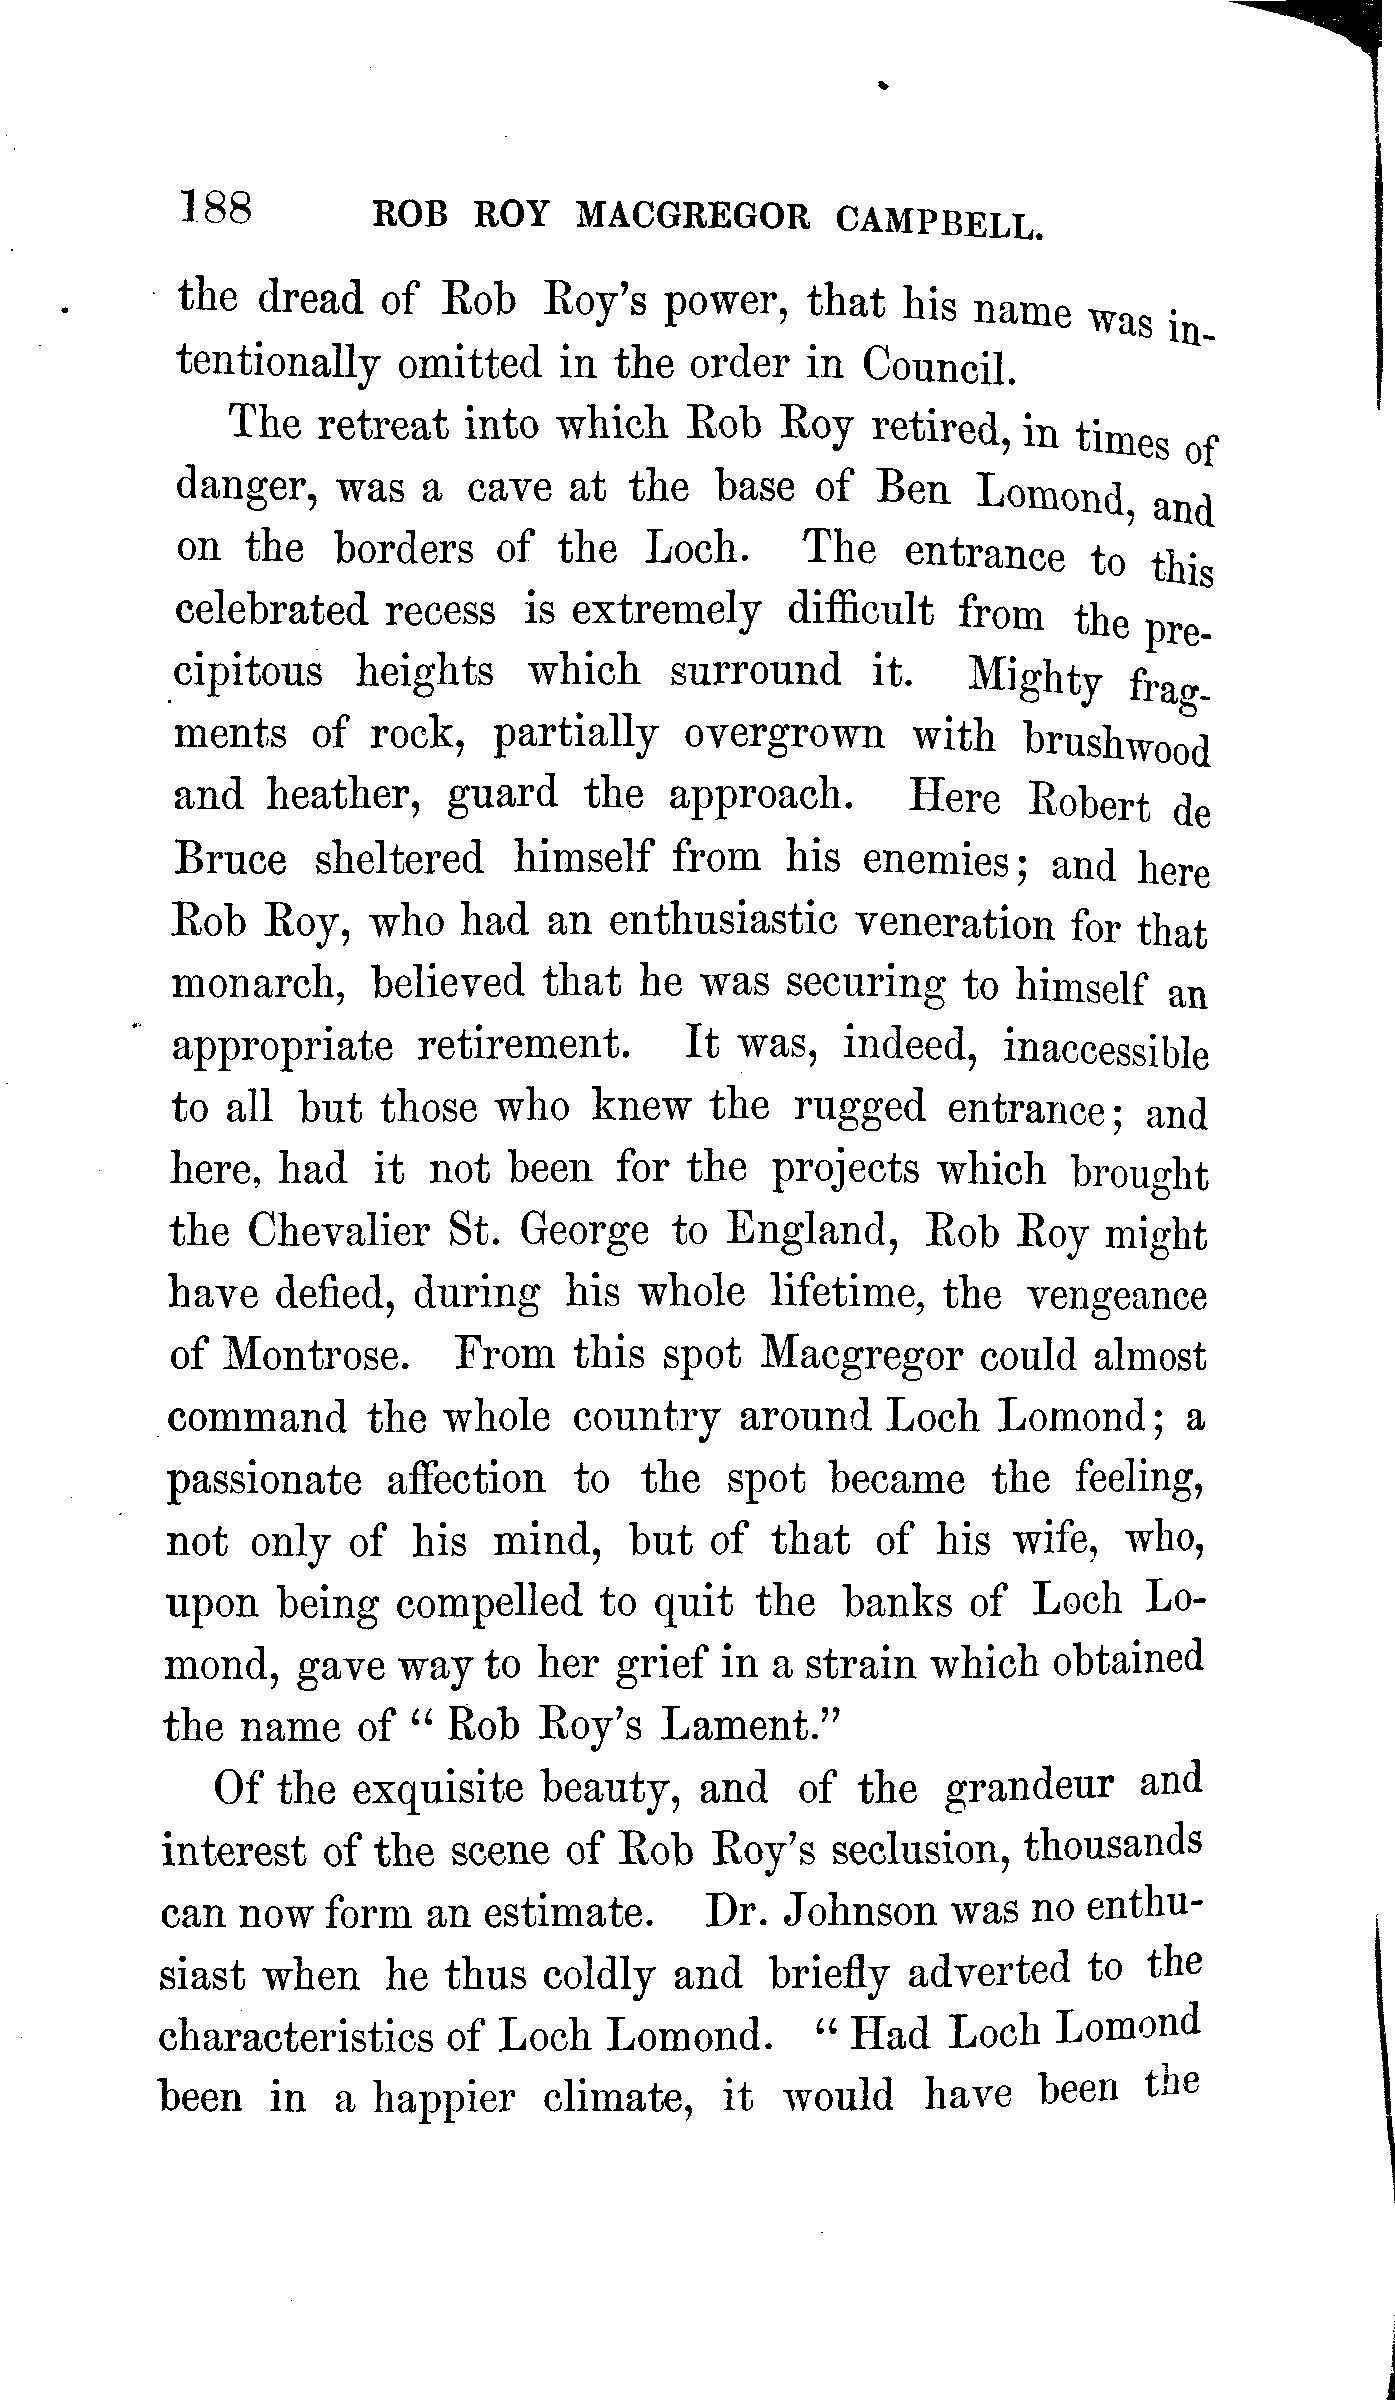 188 ROB ROY MACGREGOR CAMPBELL.
the dread of Rob Roy's power, that his name was in-
tentionally omitted in the order in Council.
The retreat into which Rob Roy retired, in times of
danger, was a cave at the base of Ben Lomond, and
on the borders of the Loch. The entrance to this
celebrated recess is extremely difficult from the pre-
cipitous heights which surround it. Mighty frag-
ments of rock, partially overgrown with brushwood
and heather, guard the approach. Here Robert de
Bruce sheltered himself from his enemies; and here
Rob Roy, who had an enthusiastic veneration for that
monarch, believed that he was securing to himself an
appropriate retirement. It was, indeed, inaccessible
to all but those who knew the rugged entrance; and
here, had it not been for the projects which brought
the Chevalier St. George to England, Rob Roy might
have defied, during his whole lifetime, the vengeance
of Montrose. From this spot Macgregor could almost
command the whole country around Loch Lomond; a
passionate affection to the spot became the feeling,
not only of his mind, but of that of his wife, who,
upon being compelled to quit the banks of Loch Lo-
mond, gave way to her grief in a strain which obtained
the name of “ Rob Roy's Lament.”
Of the exquisite beauty, and of the grandeur and
interest of the scene of Rob Roy's seclusion, thousands
can now form an estimate. Dr. Johnson was no enthu-
siast when he thus coldly and briefly adverted to the
characteristics of Loch Lomond. “ Had Loch Lomond
been in a happier climate, it would have been the